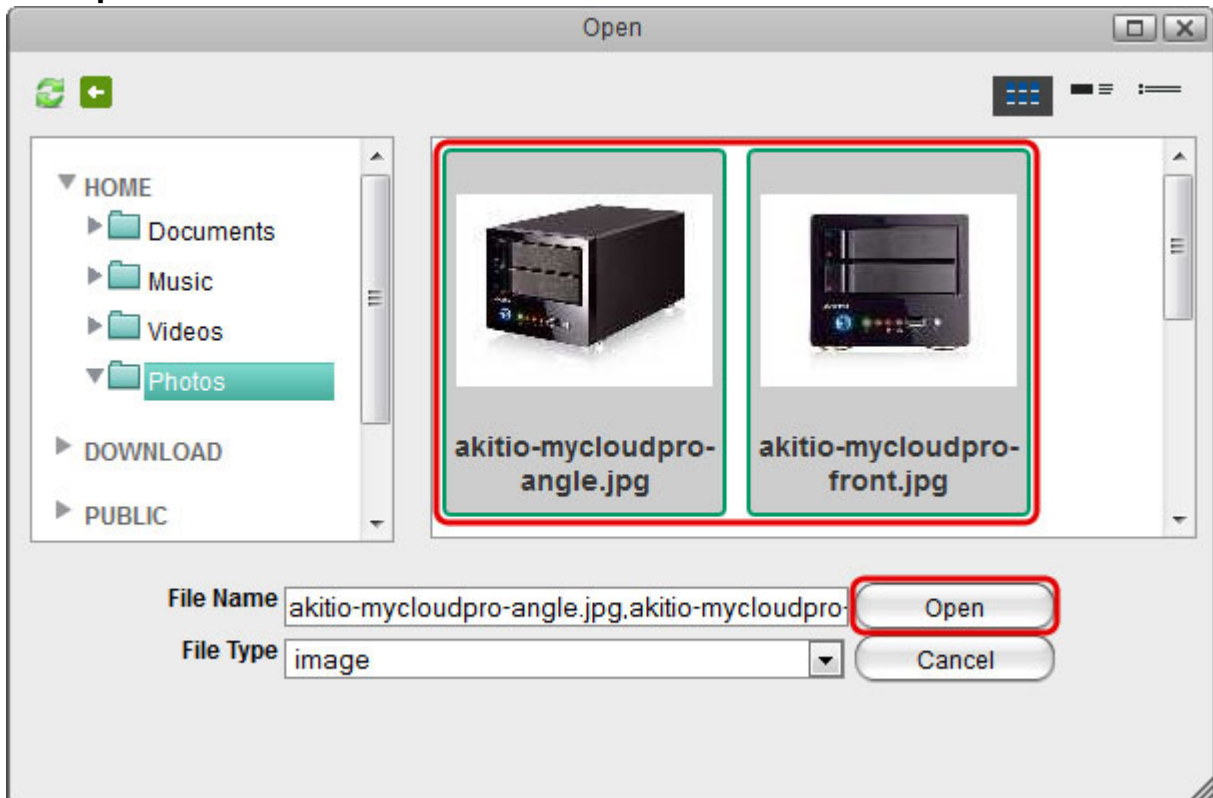 Open
HOME
Documents
Music
Videos
Photos
DOWNLOAD
PUBLIC
akitio-mycloudpro-
angle.jpg
akitio-mycloudpro-
front.jpg
File Name
akitio-mycloudpro-angle.jpg,akitio-mycloudpro-
Open
File Type
image
Cancel